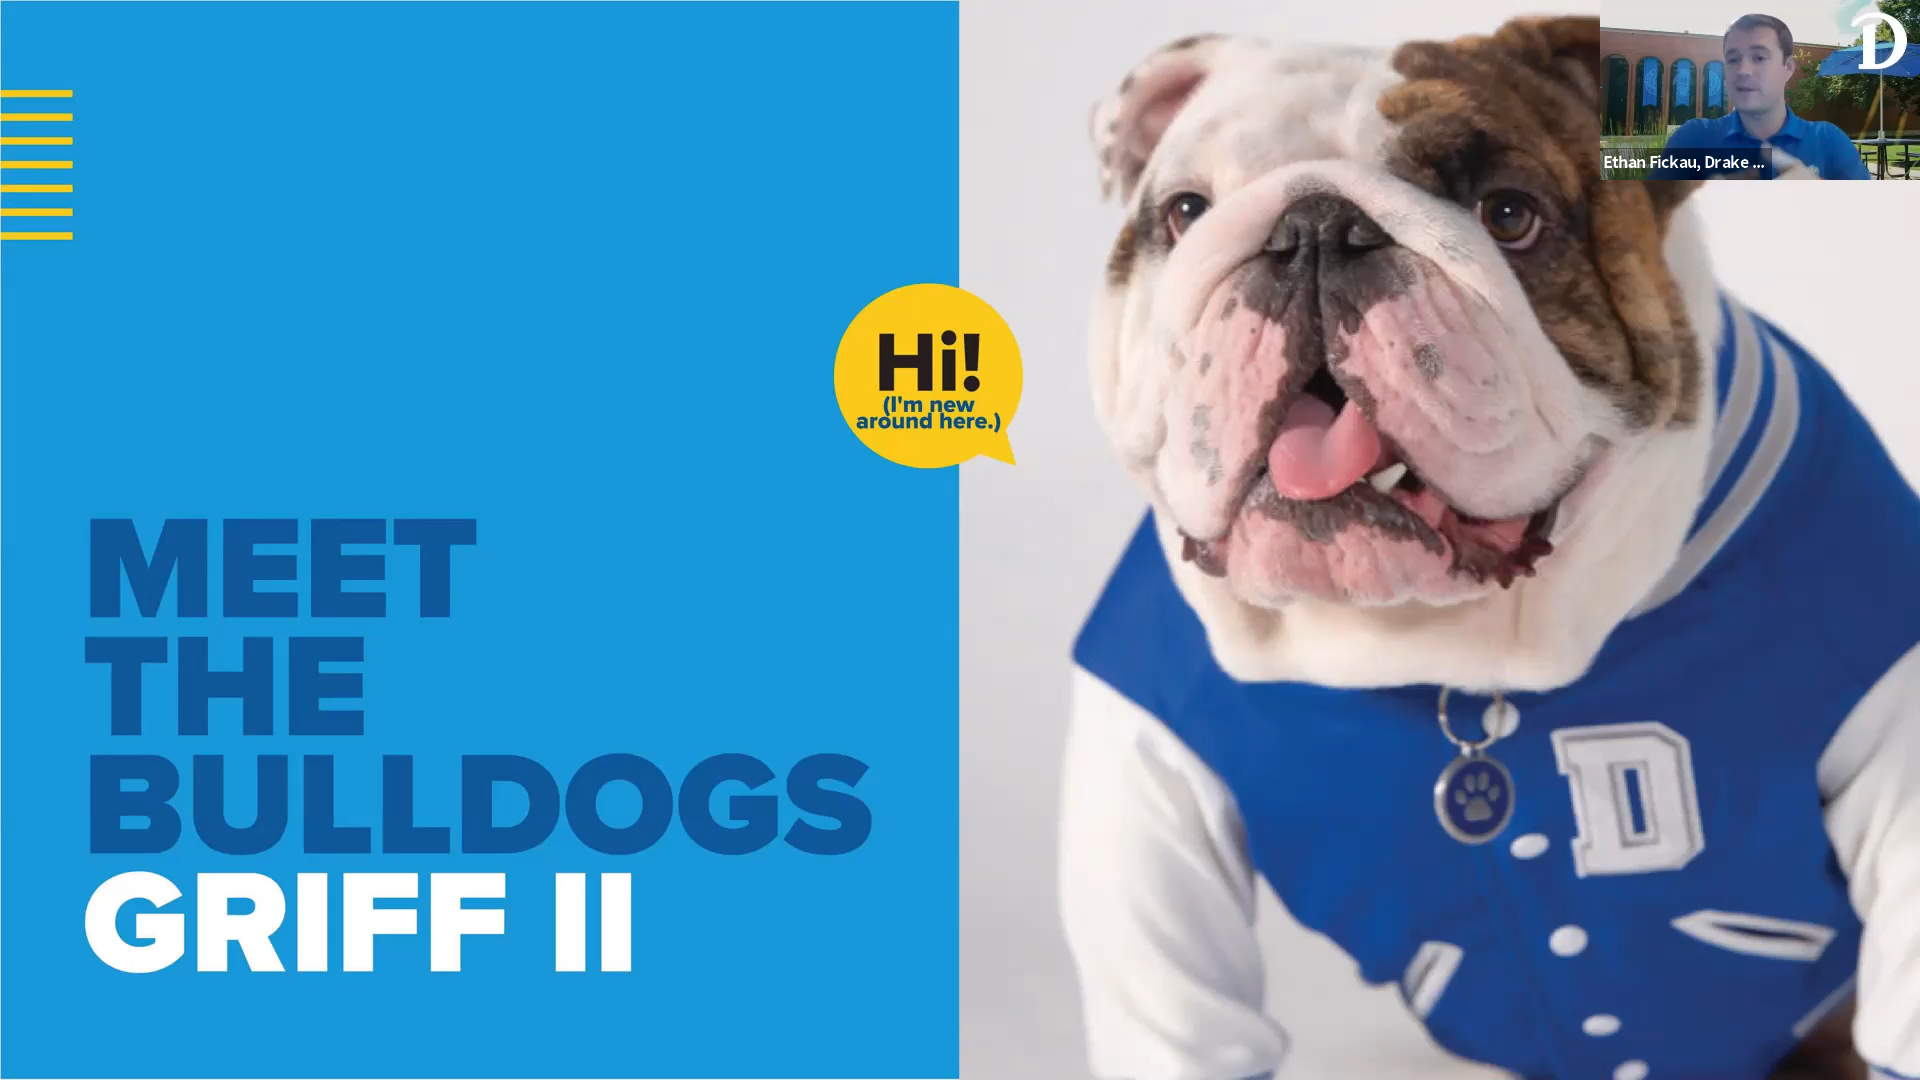 Hi!
(I'm new
around here.)
MEET
THE
BULLDOGS
GRIFF II
D
D
Ethan Fickau, Drake ...